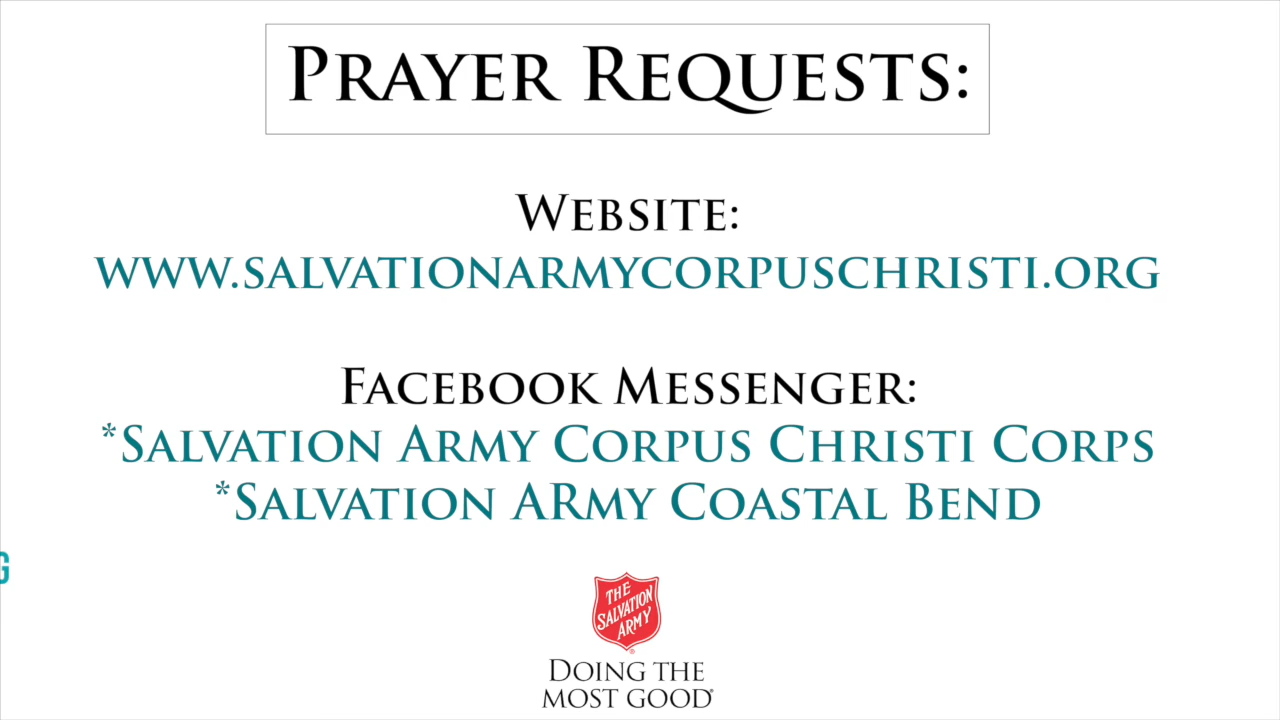 PRAYER REQUESTS:
WEBSITE:
WWW.SALVATIONARMYCORPUSCHRISTI.ORG
FACEBOOK MESSENGER:
*SALVATION ARMY CORPUS CHRISTI CORPS
*SALVATION ARMY COASTAL BEND
G
THE
SALVATION
ARMY
®
DOING THE
MOST GOOD®